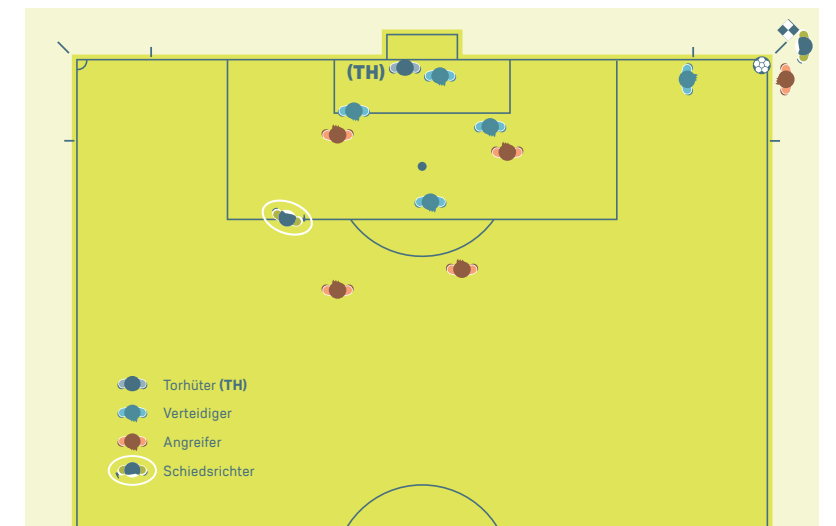 (TH)
Torhüter (TH)
Verteidiger
Angreifer
Schiedsrichter